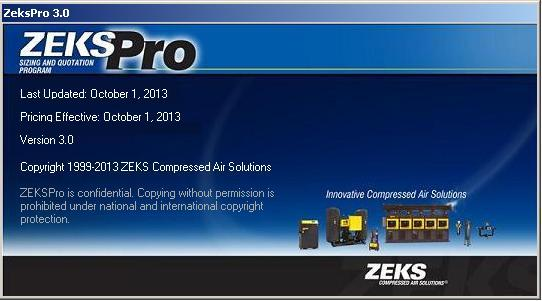 ZeksPro 3.0
ZEKSPro
SIZING AND QUOTATION
PROGRAM
Last Updated: October 1, 2013
Pricing Effective: October 1, 2013
Version 3.0
Copyright 1999-2013 ZEKS Compressed Air Solutions
ZEKSPro is confidential. Copying without permission is
prohibited under national and international copyright
protection.
Innovative Compressed Air Solutions
ZEKS
COMPRESSED AIR SOLUTIONS®